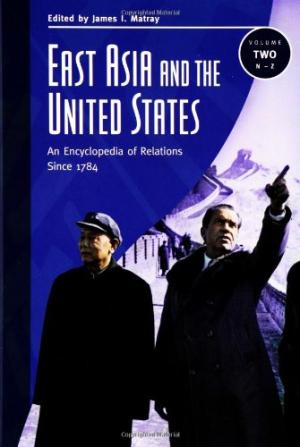 Edited by James I. Matray
VOLUME
TWO
N – Z
EAST ASIA AND THE
UNITED STATES
An Encyclopedia of Relations
Since 1784